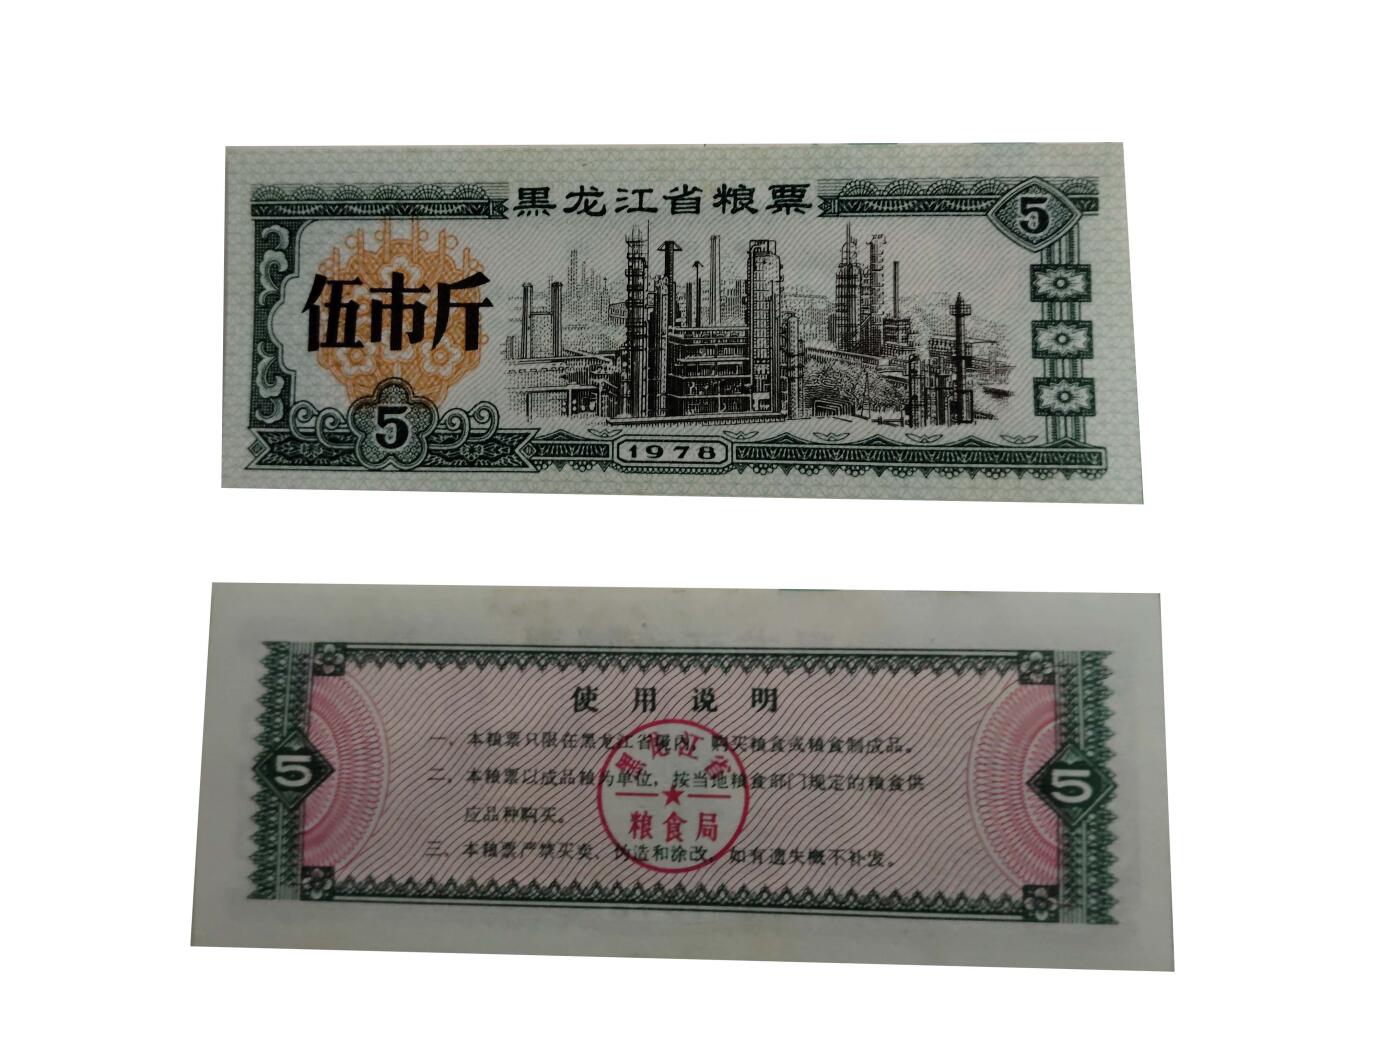 黑龙江省粮票
5
伍市斤
5
1978
使用说明
一、本粮票只限在黑龙江省境内，购买粮食或粮食制成品。
二、本粮票以成品粮为单位，按当地粮食部门规定的粮食供
应品种购买。
三、本粮票严禁买卖、伪造和涂改，如有遗失概不补发。
5
5
黑龙江省
粮食局